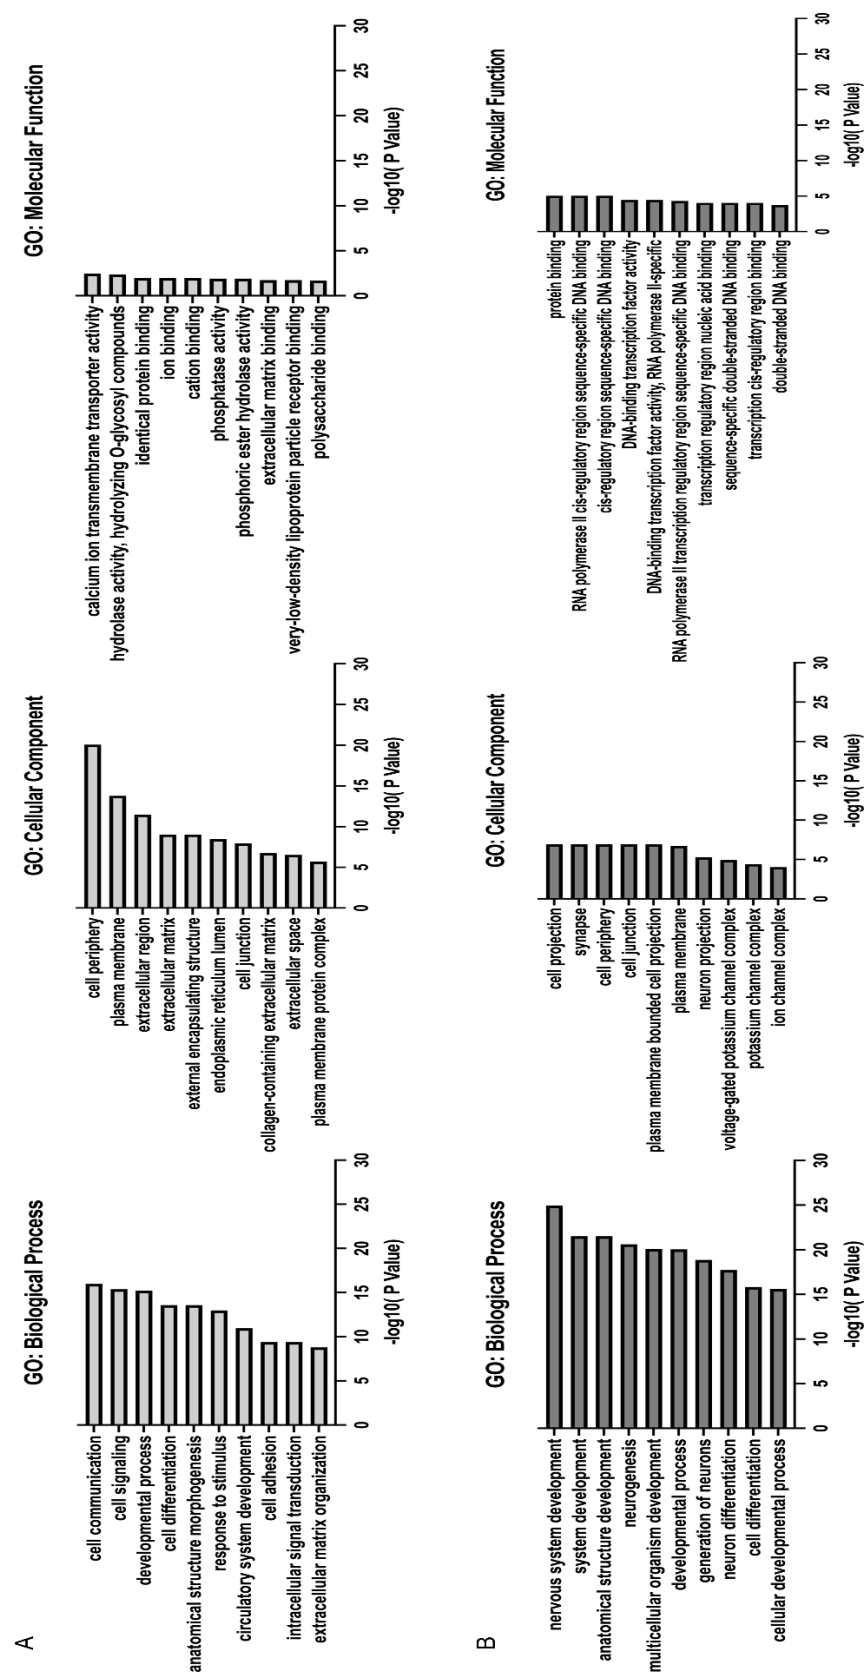 A
GO: Biological Process
cell communication
cell signaling
developmental process
cell differentiation
anatomical structure morphogenesis
response to stimulus
circulatory system development
cell adhesion
intracellular signal transduction
extracellular matrix organization
0 5 10 15 20 25 30
-log10( P Value)
GO: Cellular Component
cell periphery
plasma membrane
extracellular region
extracellular matrix
external encapsulating structure
endoplasmic reticulum lumen
cell junction
collagen-containing extracellular matrix
extracellular space
plasma membrane protein complex
0 5 10 15 20 25 30
-log10( P Value)
GO: Molecular Function
calcium ion transmembrane transporter activity
hydrolase activity, hydrolyzing O-glycosyl compounds
identical protein binding
ion binding
cation binding
phosphatase activity
phosphoric ester hydrolase activity
extracellular matrix binding
very-low-density lipoprotein particle receptor binding
polysaccharide binding
0 5 10 15 20 25 30
-log10( P Value)
B
GO: Biological Process
nervous system development
system development
anatomical structure development
neurogenesis
multicellular organism development
developmental process
generation of neurons
neuron differentiation
cell differentiation
cellular developmental process
0 5 10 15 20 25 30
-log10( P Value)
GO: Cellular Component
cell projection
synapse
cell periphery
cell junction
plasma membrane bounded cell projection
plasma membrane
neuron projection
voltage-gated potassium channel complex
potassium channel complex
ion channel complex
0 5 10 15 20 25 30
-log10( P Value)
GO: Molecular Function
protein binding
RNA polymerase II cis-regulatory region sequence-specific DNA binding
cis-regulatory region sequence-specific DNA binding
DNA-binding transcription factor activity
DNA-binding transcription factor activity, RNA polymerase II-specific
RNA polymerase II transcription regulatory region sequence-specific DNA binding
transcription regulatory region nucleic acid binding
sequence-specific double-stranded DNA binding
transcription cis-regulatory region binding
double-stranded DNA binding
0 5 10 15 20 25 30
-log10( P Value)